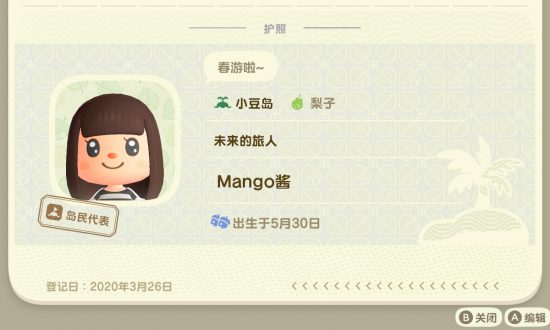 护照
春游啦~
小豆岛 梨子
未来的旅人
Mango酱
岛民代表
出生于5月30日
登记日：2020年3月26日
B 关闭 A 编辑